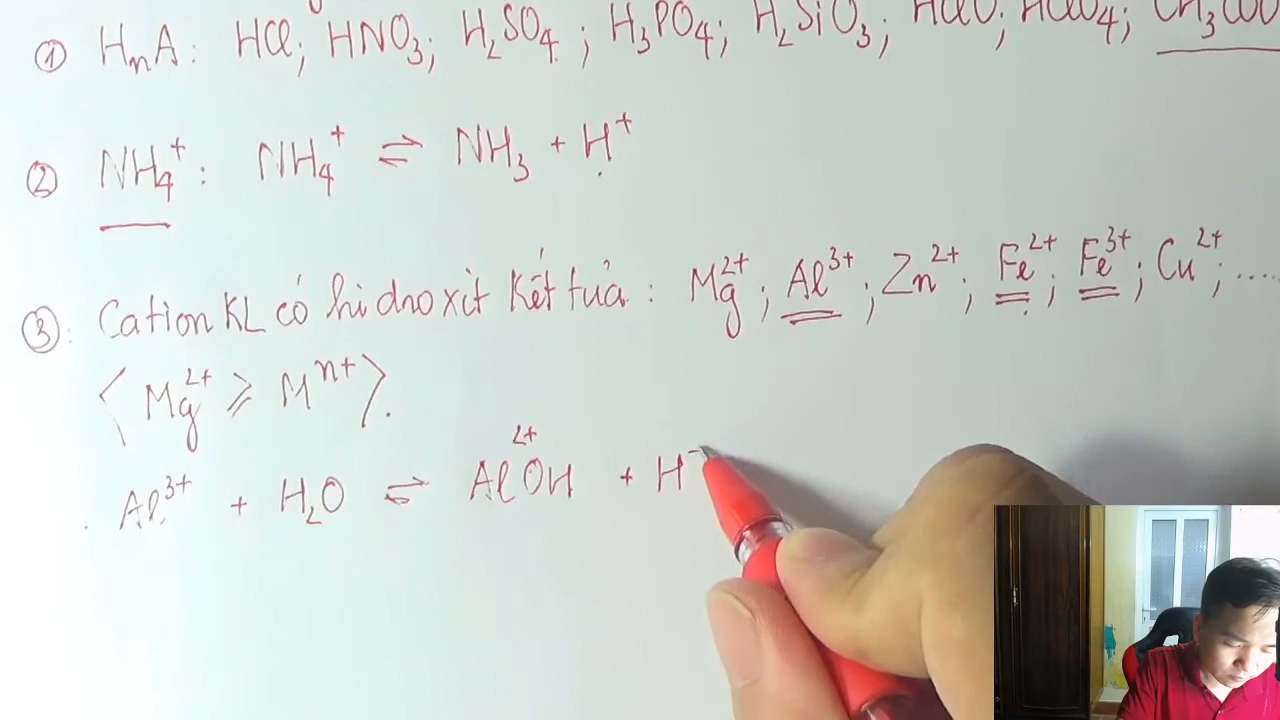 ① HnA: HCl; HNO₃; H₂SO₄; H₃PO₄; H₂SiO₃; HClO; HClO₄; CH₃COO
② NH₄⁺: NH₄⁺ ⇌ NH₃ + H⁺
③: Cation KL có hidroxit kết tủa: Mg²⁺; Al³⁺; Zn²⁺; Fe²⁺; Fe³⁺; Cu²⁺; ....
⟨Mg²⁺ ⩾ Mⁿ⁺⟩.
. Al³⁺ + H₂O ⇌ AlOH²⁺ + H